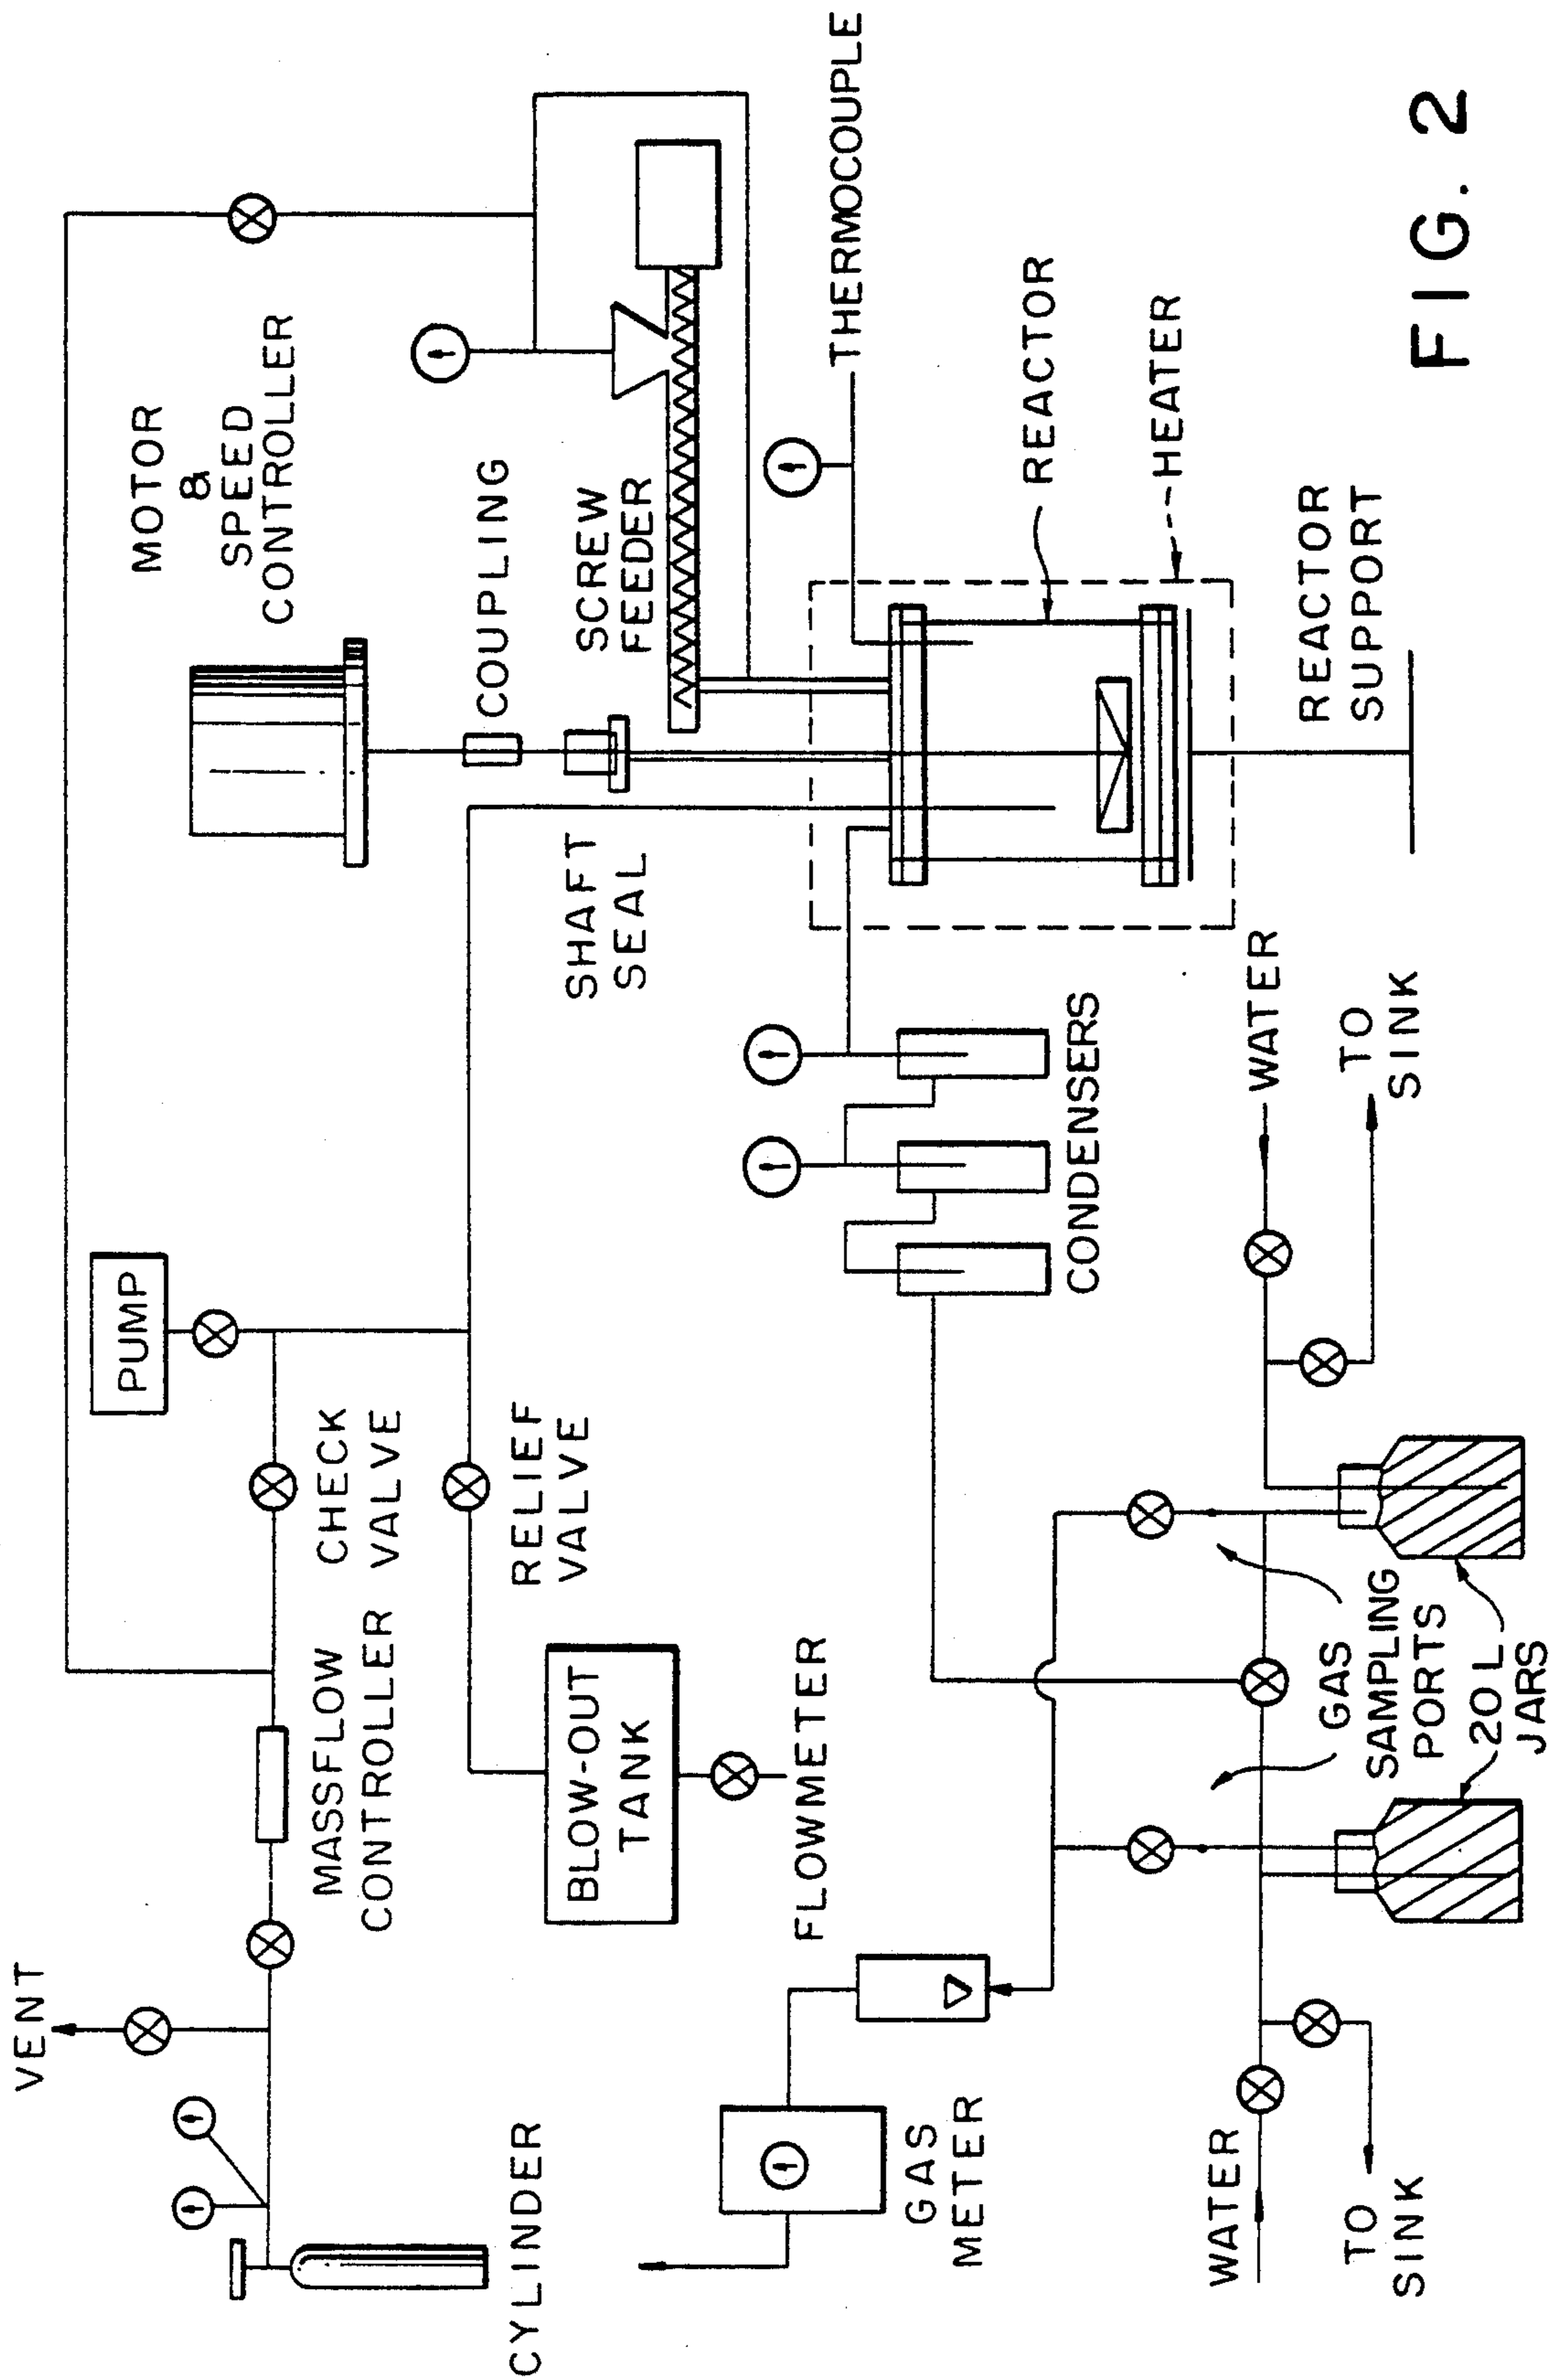 VENT
PUMP
MOTOR
&
SPEED
CONTROLLER
MASSFLOW
CONTROLLER
CHECK
VALVE
CYLINDER
RELIEF
VALVE
BLOW-OUT
TANK
COUPLING
SHAFT
SEAL
SCREW
FEEDER
FLOWMETER
THERMOCOUPLE
GAS
METER
CONDENSERS
REACTOR
HEATER
WATER
TO
SINK
GAS
SAMPLING
PORTS
20 L
JARS
WATER
TO
SINK
REACTOR
SUPPORT
FIG. 2